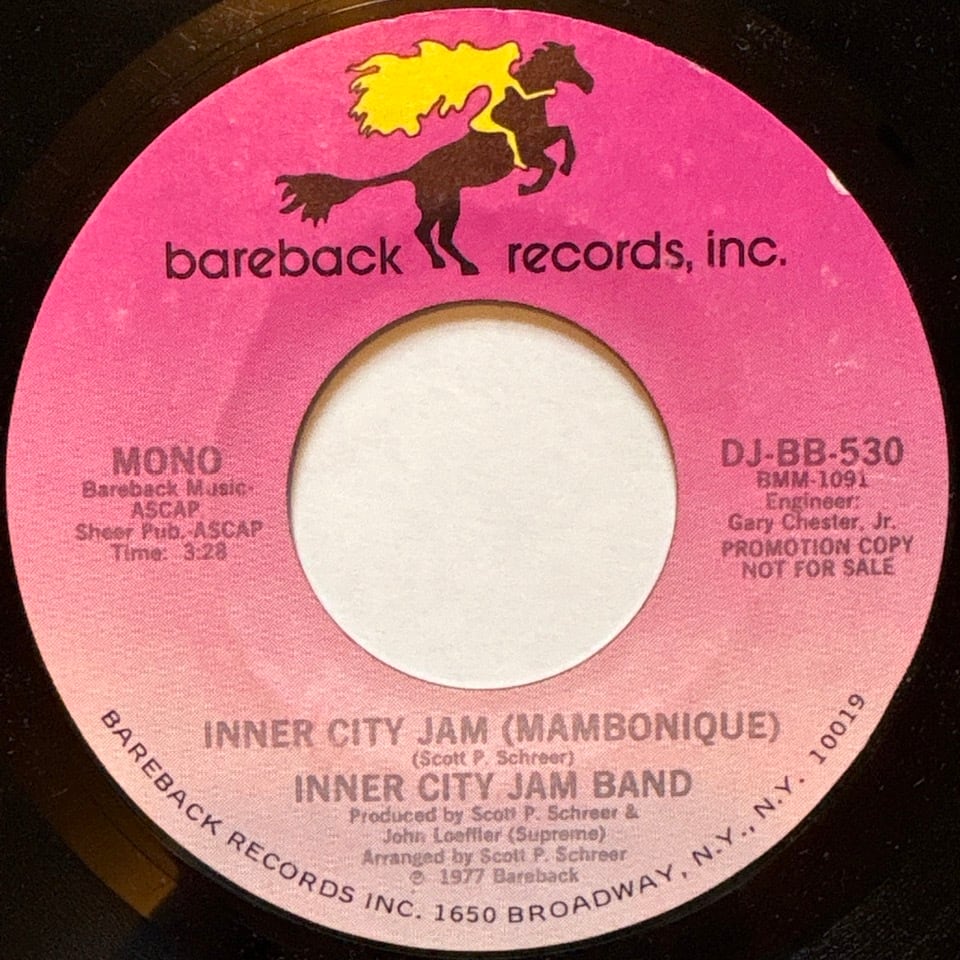 bareback records, inc.
MONO
Bareback Music-
ASCAP
Sheer Pub.-ASCAP
Time: 3:28
DJ-BB-530
BMM-1091
Engineer:
Gary Chester, Jr.
PROMOTION COPY
NOT FOR SALE
INNER CITY JAM (MAMBONIQUE)
(Scott P. Schreer)
INNER CITY JAM BAND
Produced by Scott P. Schreer &
John Loeffler (Supreme)
Arranged by Scott P. Schreer
℗ 1977 Bareback
BAREBACK RECORDS INC. 1650 BROADWAY, N.Y., N.Y. 10019